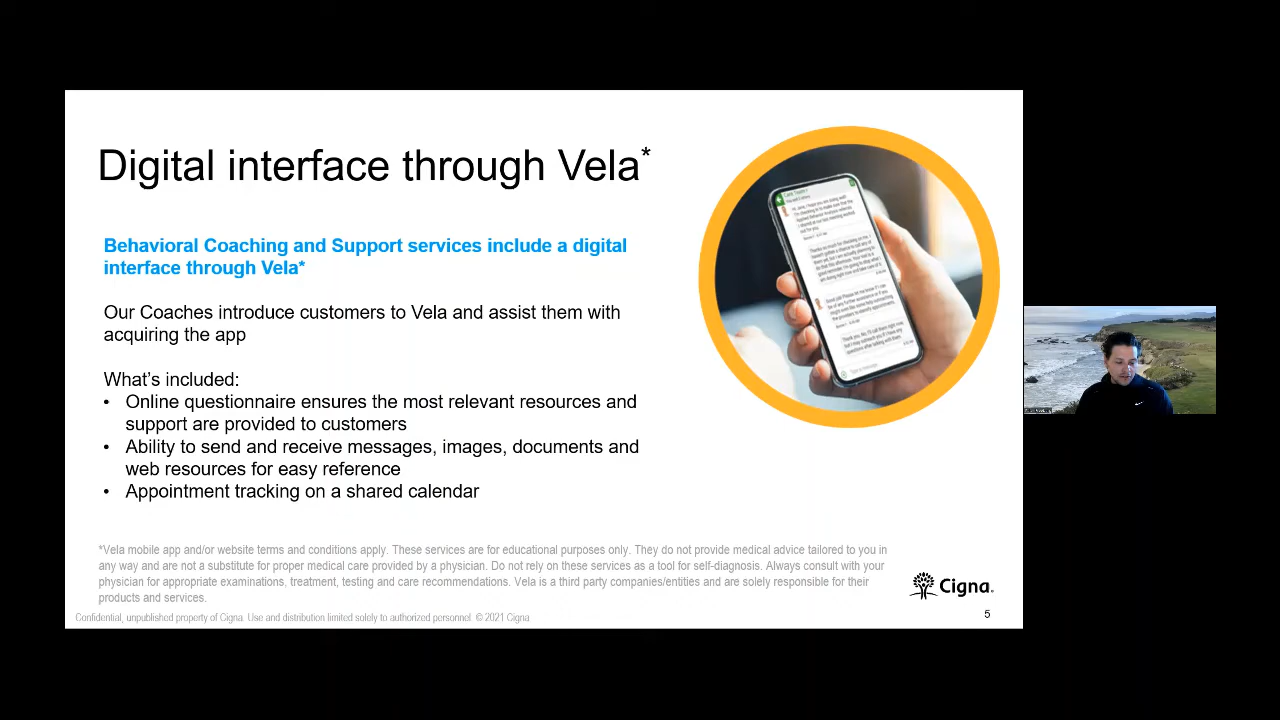 Digital interface through Vela*
Behavioral Coaching and Support services include a digital
interface through Vela*
Our Coaches introduce customers to Vela and assist them with
acquiring the app
What's included:
• Online questionnaire ensures the most relevant resources and
support are provided to customers
• Ability to send and receive messages, images, documents and
web resources for easy reference
• Appointment tracking on a shared calendar
*Vela mobile app and/or website terms and conditions apply. These services are for educational purposes only. They do not provide medical advice tailored to you in
any way and are not a substitute for proper medical care provided by a physician. Do not rely on these services as a tool for self-diagnosis. Always consult with your
physician for appropriate examinations, treatment, testing and care recommendations. Vela is a third party companies/entities and are solely responsible for their
products and services.
Cigna.
Confidential, unpublished property of Cigna. Use and distribution limited solely to authorized personnel. © 2021 Cigna
5